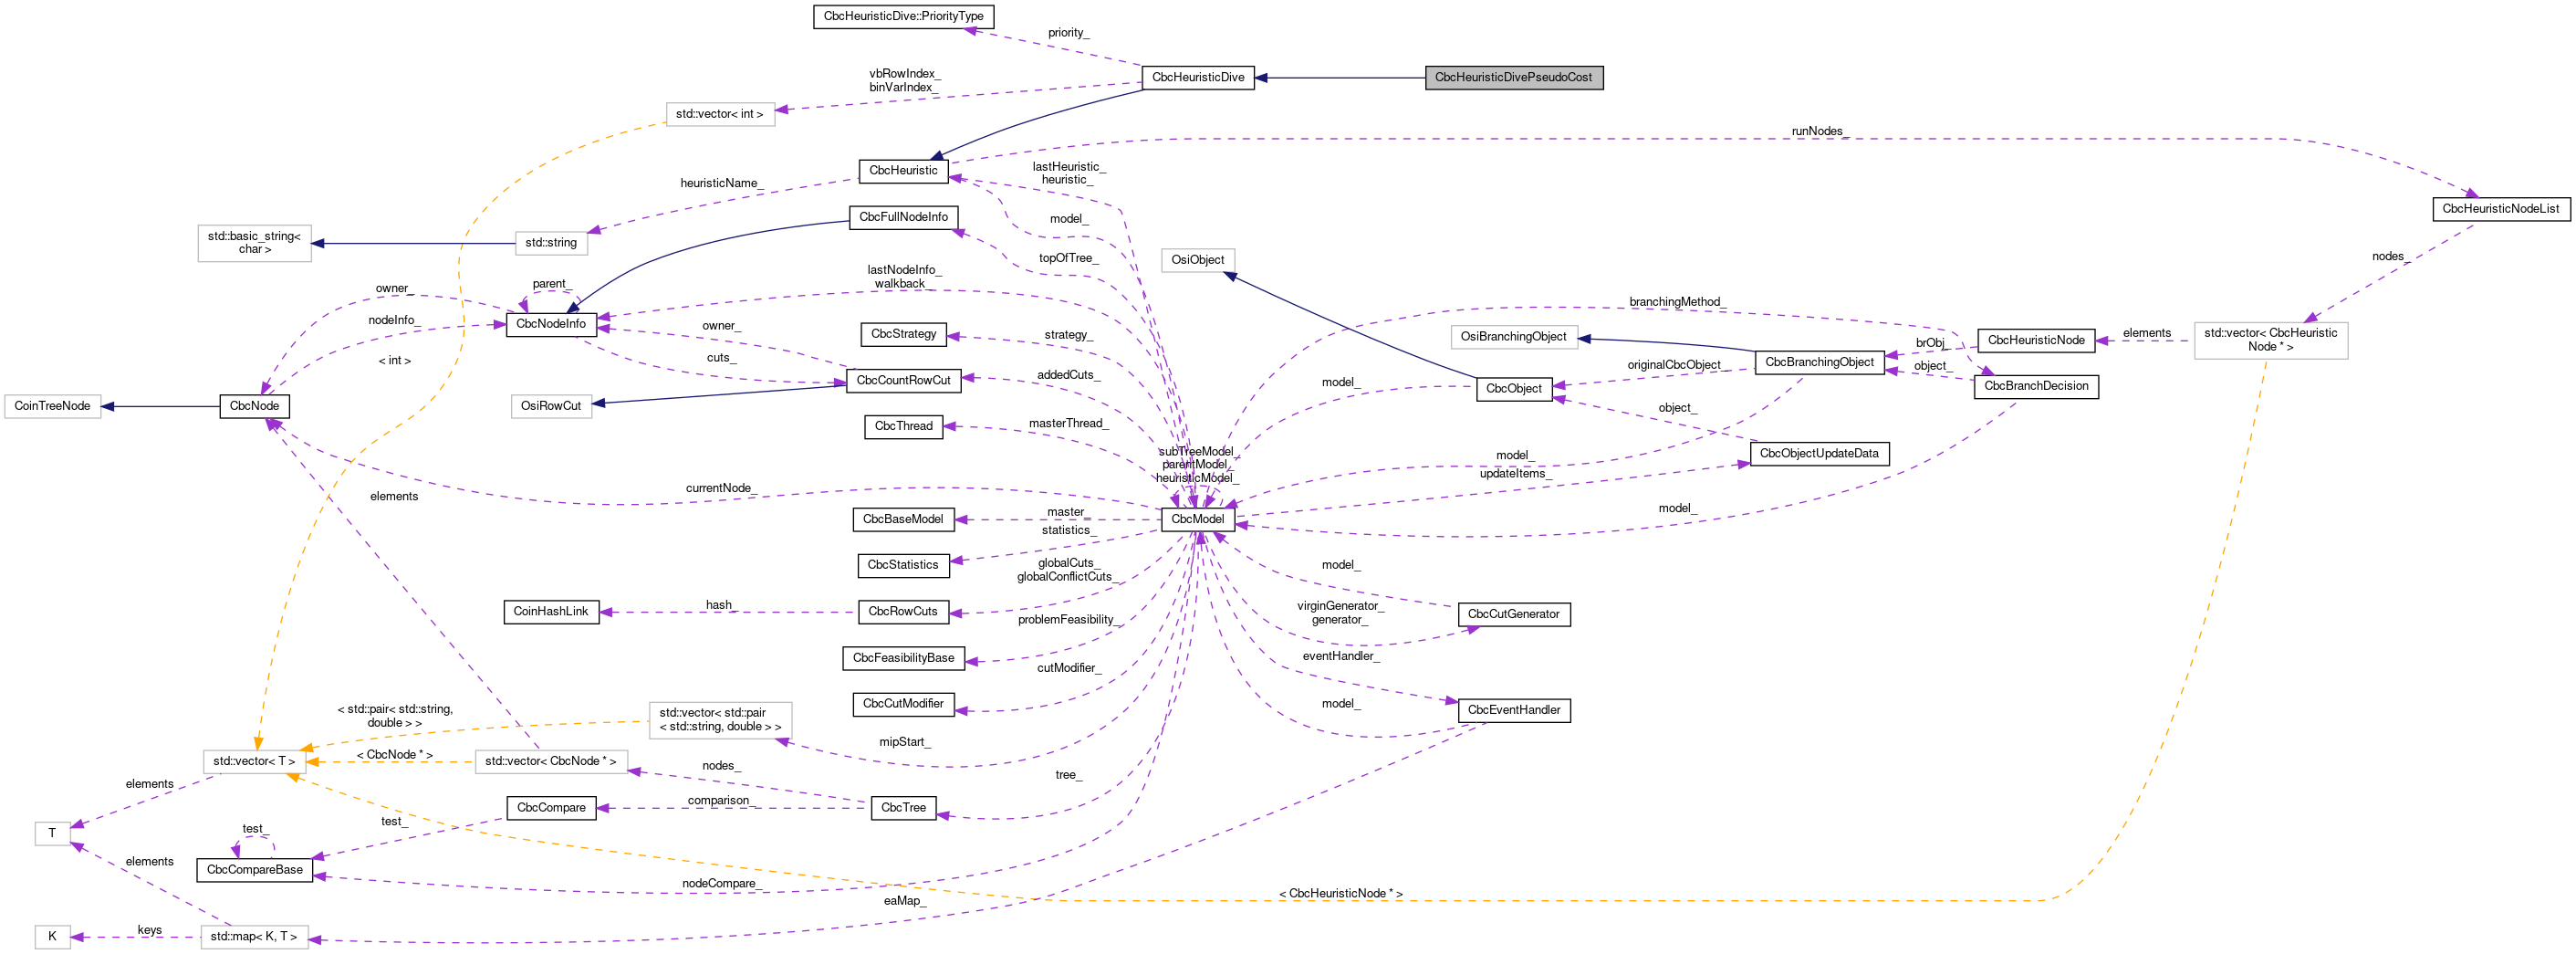 CbcHeuristicDive::PriorityType
priority_
CbcHeuristicDive
CbcHeuristicDivePseudoCost
vbRowIndex_
binVarIndex_
std::vector< int >
runNodes_
CbcHeuristic
lastHeuristic_
heuristic_
heuristicName_
CbcHeuristicNodeList
CbcFullNodeInfo
model_
std::basic_string<
char >
std::string
OsiObject
topOfTree_
nodes_
lastNodeInfo_
walkback_
parent_
owner_
branchingMethod_
nodeInfo_
CbcNodeInfo
owner_
CbcStrategy
strategy_
OsiBranchingObject
CbcHeuristicNode
elements
std::vector< CbcHeuristic
Node * >
brObj_
< int >
cuts_
CbcBranchingObject
originalCbcObject_
object_
CbcCountRowCut
addedCuts_
model_
CbcObject
CbcBranchDecision
CoinTreeNode
CbcNode
OsiRowCut
object_
CbcThread
masterThread_
subTreeModel_
parentModel_
heuristicModel_
model_
CbcObjectUpdateData
updateItems_
elements
currentNode_
model_
CbcBaseModel
master_
CbcModel
statistics_
CbcStatistics
globalCuts_
globalConflictCuts_
model_
CoinHashLink
hash_
CbcRowCuts
virginGenerator_
generator_
CbcCutGenerator
problemFeasibility_
CbcFeasibilityBase
eventHandler_
cutModifier_
CbcCutModifier
model_
CbcEventHandler
< std::pair< std::string,
double > >
std::vector< std::pair
< std::string, double > >
mipStart_
std::vector< T >
< CbcNode * >
std::vector< CbcNode * >
nodes_
tree_
elements
CbcCompare
comparison_
CbcTree
T
test_
test_
elements
CbcCompareBase
nodeCompare_
< CbcHeuristicNode * >
eaMap_
K
keys
std::map< K, T >